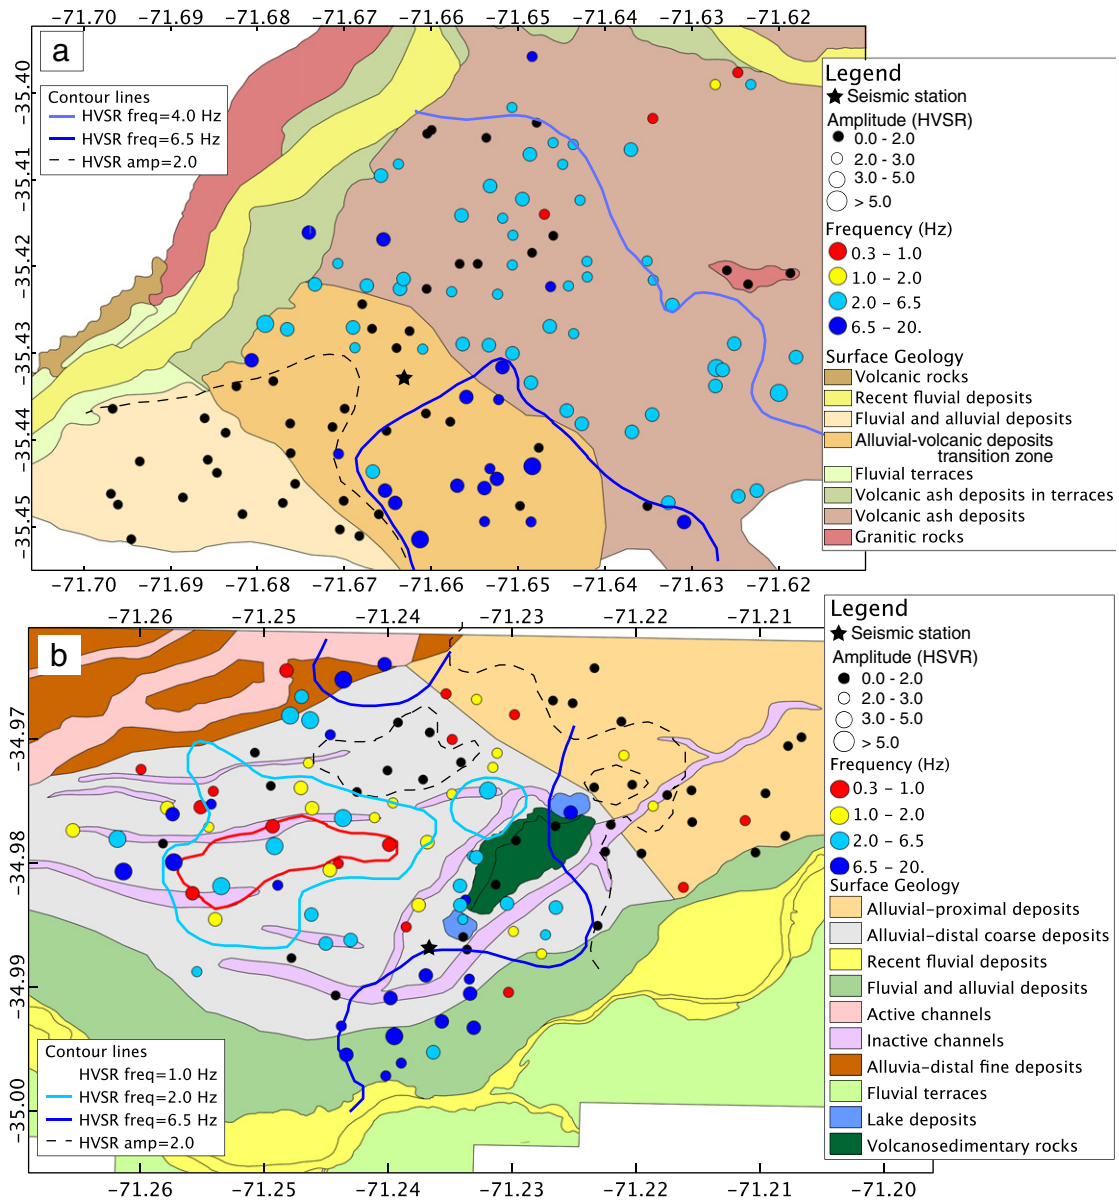 −71.70 −71.69 −71.68 −71.67 −71.66 −71.65 −71.64 −71.63 −71.62
a
Contour lines
HVSR freq=4.0 Hz
HVSR freq=6.5 Hz
HVSR amp=2.0
−35.40
−35.41
−35.42
−35.43
−35.44
−35.45
Legend
Seismic station
Amplitude (HVSR)
0.0 - 2.0
2.0 - 3.0
3.0 - 5.0
> 5.0
Frequency (Hz)
0.3 – 1.0
1.0 – 2.0
2.0 – 6.5
6.5 – 20.
Surface Geology
Volcanic rocks
Recent fluvial deposits
Fluvial and alluvial deposits
Alluvial-volcanic deposits
transition zone
Fluvial terraces
Volcanic ash deposits in terraces
Volcanic ash deposits
Granitic rocks
−71.70 −71.69 −71.68 −71.67 −71.66 −71.65 −71.64 −71.63 −71.62
−71.26 −71.25 −71.24 −71.23 −71.22 −71.21
b
−34.97
−34.98
−34.99
−35.00
Contour lines
HVSR freq=1.0 Hz
HVSR freq=2.0 Hz
HVSR freq=6.5 Hz
HVSR amp=2.0
Legend
Seismic station
Amplitude (HSVR)
0.0 - 2.0
2.0 - 3.0
3.0 - 5.0
> 5.0
Frequency (Hz)
0.3 – 1.0
1.0 – 2.0
2.0 – 6.5
6.5 – 20.
Surface Geology
Alluvial–proximal deposits
Alluvial–distal coarse deposits
Recent fluvial deposits
Fluvial and alluvial deposits
Active channels
Inactive channels
Alluvia–distal fine deposits
Fluvial terraces
Lake deposits
Volcanosedimentary rocks
−71.26 −71.25 −71.24 −71.23 −71.22 −71.21 −71.20